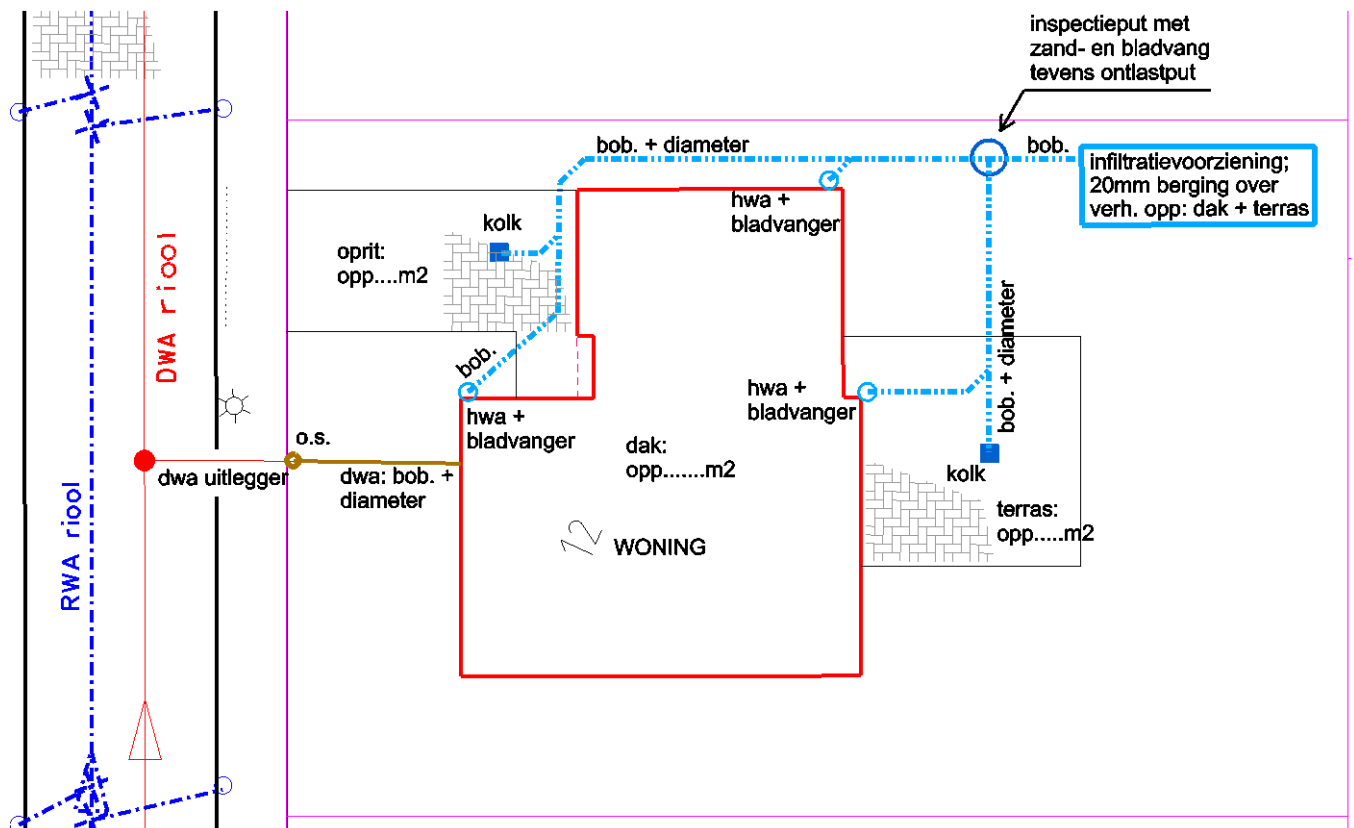 inspectieput met
zand- en bladvang
tevens ontlastput
bob. + diameter
bob.
infiltratievoorziening;
20mm berging over
verh. opp: dak + terras
hwa +
bladvanger
kolk
oprit:
opp....m2
DWA riool
bob. + diameter
bob.
hwa +
bladvanger
hwa +
bladvanger
o.s.
dak:
opp.......m2
dwa uitlegger
dwa: bob. +
diameter
kolk
terras:
opp.....m2
RWA riool
12
WONING